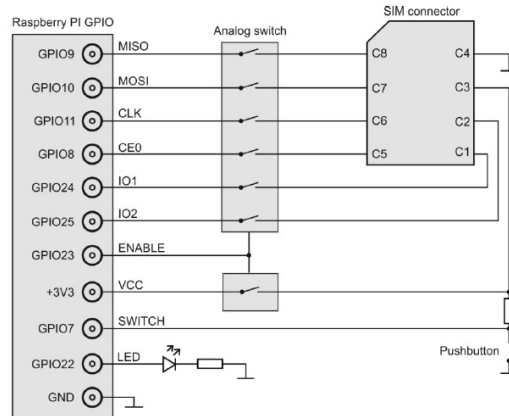 Raspberry PI GPIO
Analog switch
SIM connector
GPIO9 MISO C8 C4
GPIO10 MOSI C7 C3
GPIO11 CLK C6 C2
GPIO8 CE0 C5 C1
GPIO24 IO1
GPIO25 IO2
GPIO23 ENABLE
+3V3 VCC
GPIO7 SWITCH
Pushbutton
GPIO22 LED
GND